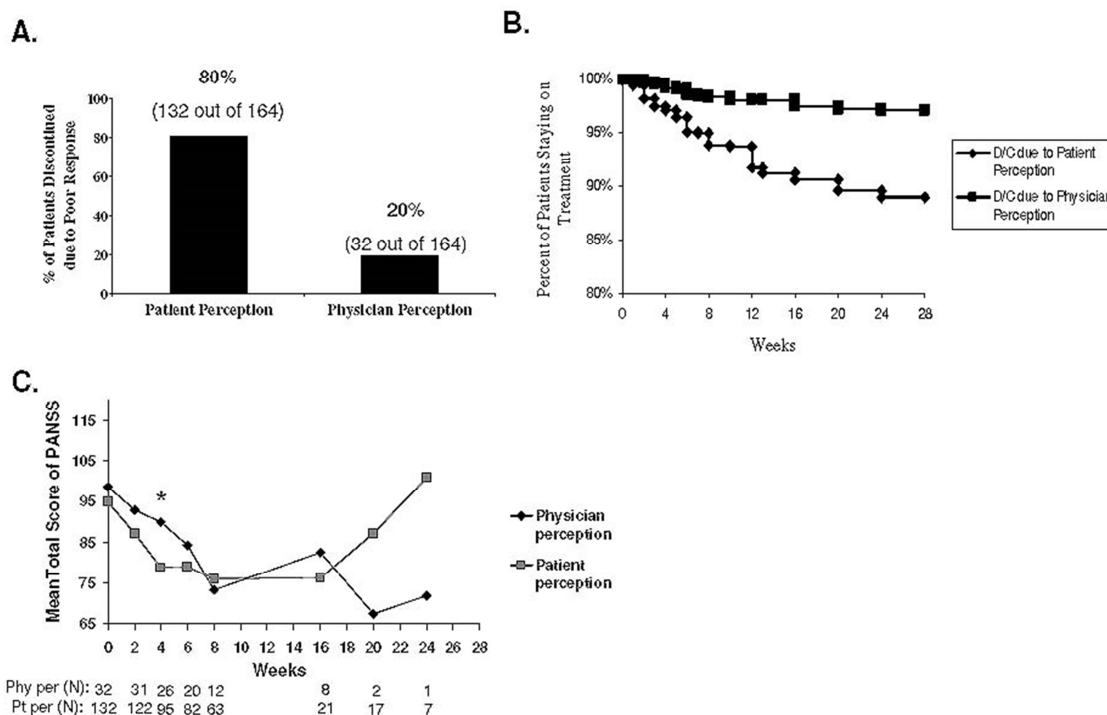 A.
80%
(132 out of 164)
20%
(32 out of 164)
% of Patients Discontined
due to Poor Response
100
80
60
40
20
0
Patient Perception
Physician Perception
B.
Percent of Patients Staying on
Treatment
100%
95%
90%
85%
80%
0 4 8 12 16 20 24 28
Weeks
D/C due to Patient
Perception
D/C due to Physician
Perception
C.
MeanTotal Score of PANSS
115
105
95
85
75
65
*
0 2 4 6 8 10 12 14 16 18 20 22 24 26 28
Weeks
Physician
perception
Patient
perception
Phy per (N): 32 31 26 20 12 8 2 1
Pt per (N): 132 122 95 82 63 21 17 7